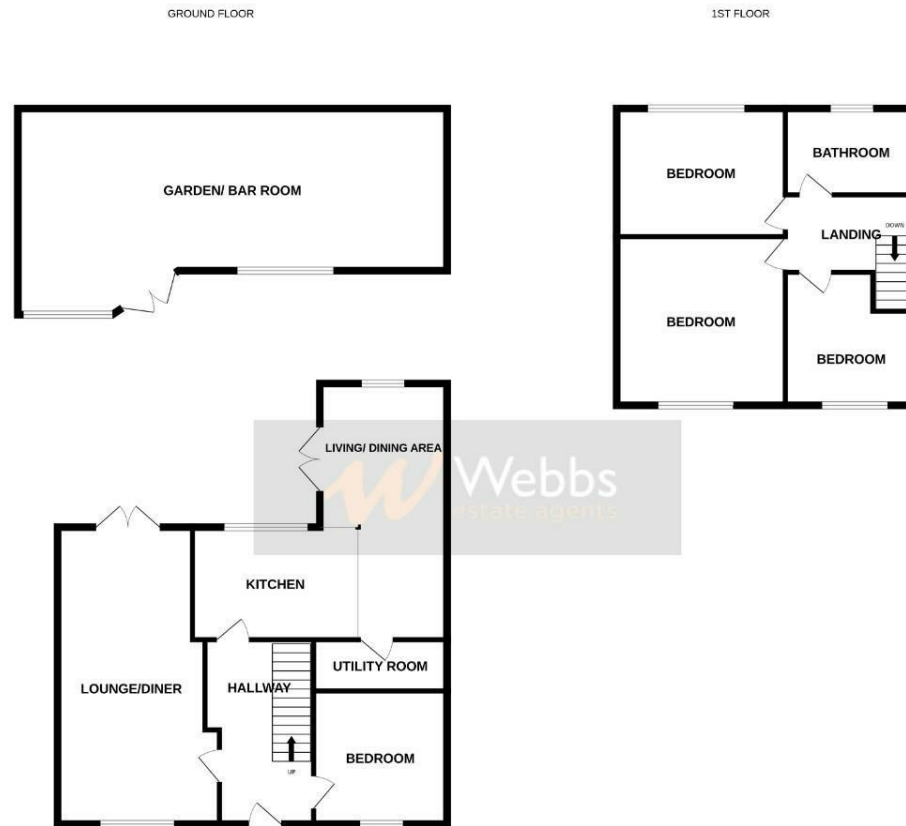 GROUND FLOOR
1ST FLOOR
GARDEN/ BAR ROOM
BEDROOM
BATHROOM
LANDING
DOWN
BEDROOM
BEDROOM
LIVING/ DINING AREA
Webbs
estate agents
KITCHEN
UTILITY ROOM
LOUNGE/DINER
HALLWAY
BEDROOM
UP